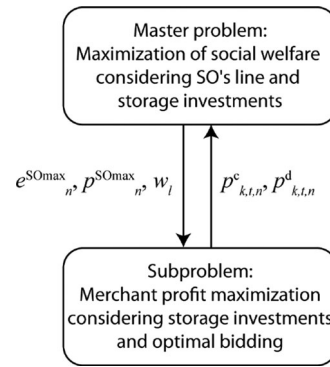 Master problem:
Maximization of social welfare
considering SO's line and
storage investments
e^SOmax_n, p^SOmax_n, w_l
p^c_k,t,n, p^d_k,t,n
Subproblem:
Merchant profit maximization
considering storage investments
and optimal bidding